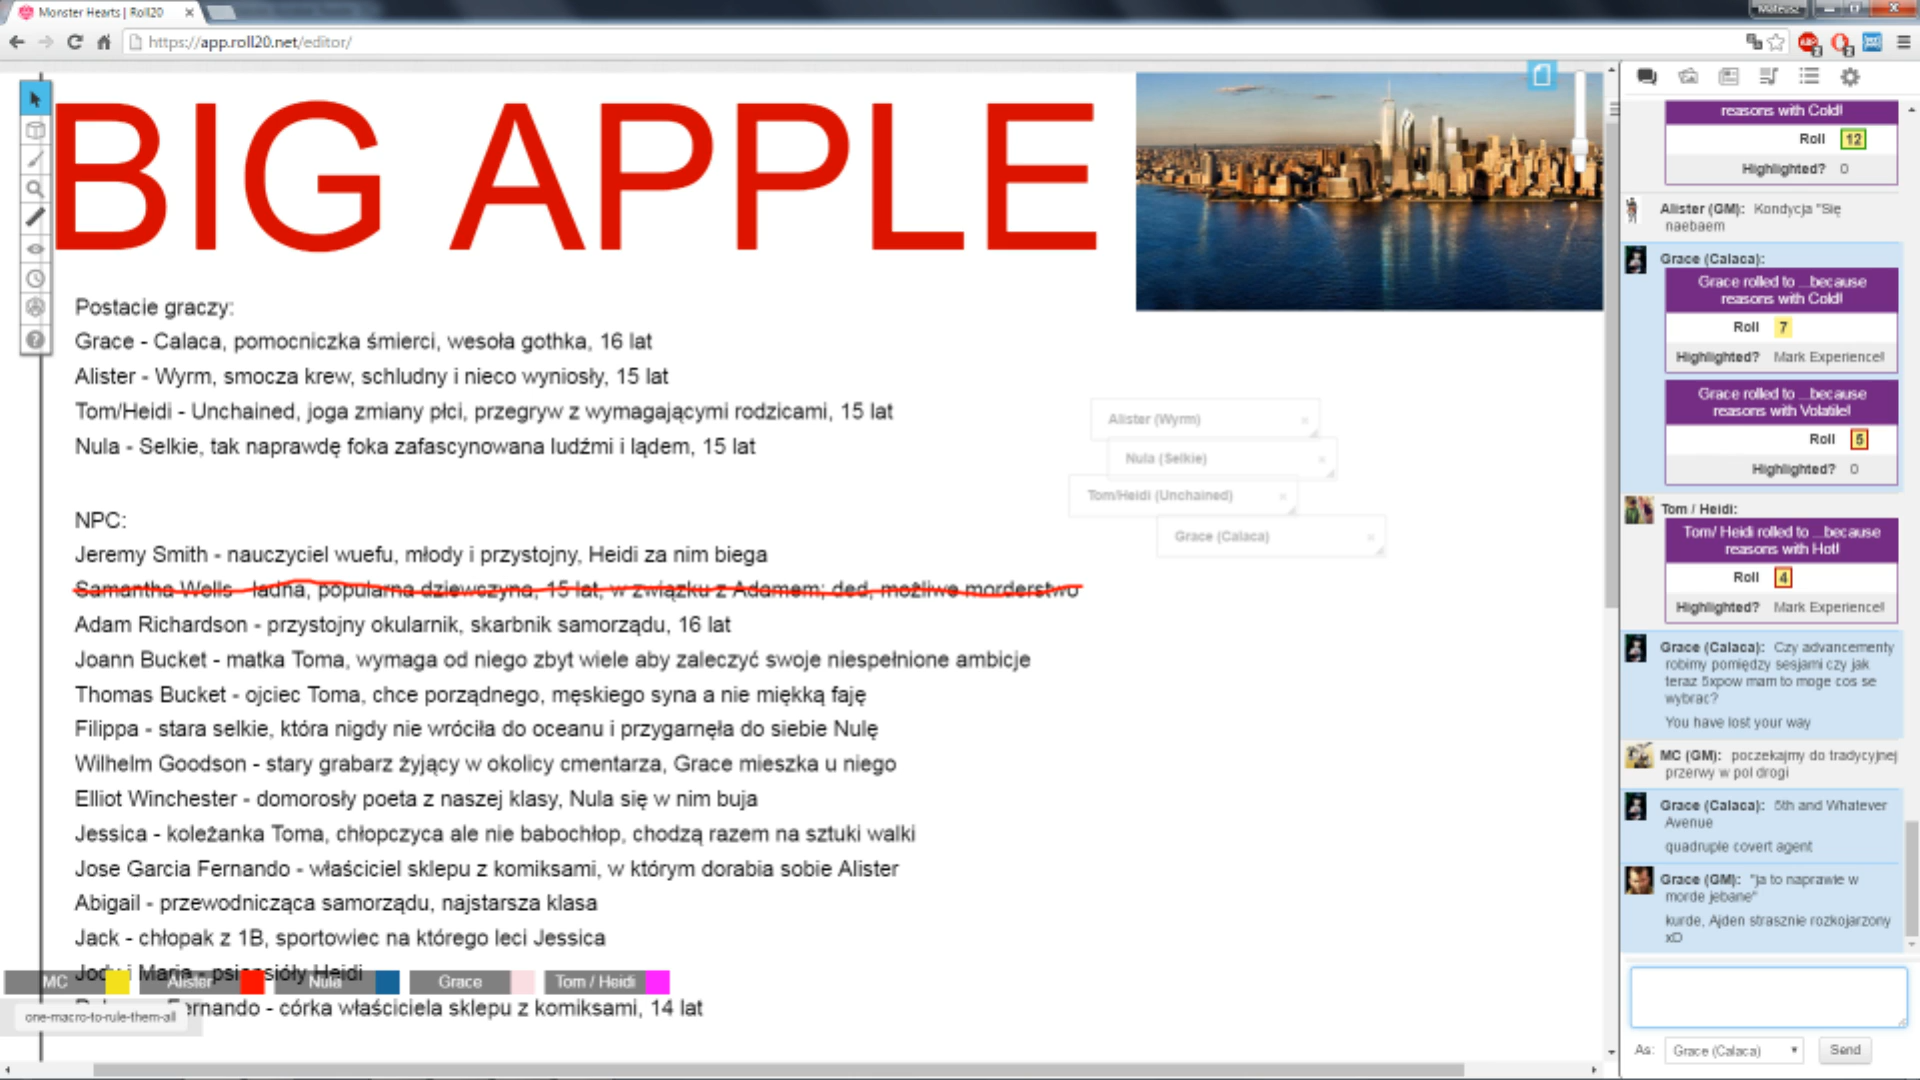 Monster Hearts | Roll20
Mateusz
https://app.roll20.net/editor/
BIG APPLE
Postacie graczy:
Grace - Calaca, pomocniczka śmierci, wesoła gothka, 16 lat
Alister - Wyrm, smocza krew, schludny i nieco wyniosły, 15 lat
Tom/Heidi - Unchained, joga zmiany płci, przegryw z wymagającymi rodzicami, 15 lat
Nula - Selkie, tak naprawdę foka zafascynowana ludźmi i lądem, 15 lat
NPC:
Jeremy Smith - nauczyciel wuefu, młody i przystojny, Heidi za nim biega
Samantha Wells - ładna, popularna dziewczyna, 15 lat, w związku z Adamem; ded, możliwe morderstwo
Adam Richardson - przystojny okularnik, skarbnik samorządu, 16 lat
Joann Bucket - matka Toma, wymaga od niego zbyt wiele aby zaleczyć swoje niespełnione ambicje
Thomas Bucket - ojciec Toma, chce porządnego, męskiego syna a nie miękką faję
Filippa - stara selkie, która nigdy nie wróciła do oceanu i przygarnęła do siebie Nulę
Wilhelm Goodson - stary grabarz żyjący w okolicy cmentarza, Grace mieszka u niego
Elliot Winchester - domorosły poeta z naszej klasy, Nula się w nim buja
Jessica - koleżanka Toma, chłopczyca ale nie babochłop, chodzą razem na sztuki walki
Jose Garcia Fernando - właściciel sklepu z komiksami, w którym dorabia sobie Alister
Abigail - przewodnicząca samorządu, najstarsza klasa
Jack - chłopak z 1B, sportowiec na którego leci Jessica
i Maria - psiapsióły Heidi
Fernando - córka właściciela sklepu z komiksami, 14 lat
MC
Alister
Nula
Grace
Tom / Heidi
one-macro-to-rule-them-all
Alister (Wyrm)
Nula (Selkie)
Tom/Heidi (Unchained)
Grace (Calaca)
reasons with Cold!
Roll 12
Highlighted? 0
Alister (GM): Kondycja "Się
naebaem
Grace (Calaca):
Grace rolled to ...because
reasons with Cold!
Roll 7
Highlighted? Mark Experience!
Grace rolled to ...because
reasons with Volatile!
Roll 5
Highlighted? 0
Tom / Heidi:
Tom/ Heidi rolled to ...because
reasons with Hot!
Roll 4
Highlighted? Mark Experience!
Grace (Calaca): Czy advancementy
robimy pomiędzy sesjami czy jak
teraz 5xpow mam to moge cos se
wybrac?
You have lost your way
MC (GM): poczekajmy do tradycyjnej
przerwy w pol drogi
Grace (Calaca): 5th and Whatever
Avenue
quadruple covert agent
Grace (GM): "ja to naprawie w
morde jebane"
kurde, Ajden strasznie rozkojarzony
xD
As: Grace (Calaca)
Send